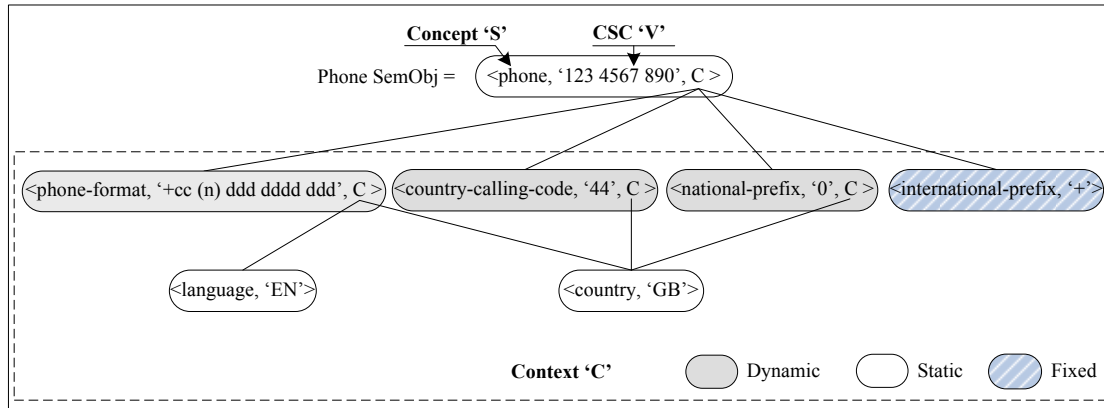 Concept ‘S’ CSC ‘V’
Phone SemObj = <phone, ‘123 4567 890’, C >
<phone-format, ‘+cc (n) ddd dddd ddd’, C > <country-calling-code, ‘44’, C > <national-prefix, ‘0’, C > <international-prefix, ‘+’>
<language, ‘EN’> <country, ‘GB’>
Context ‘C’ Dynamic Static Fixed